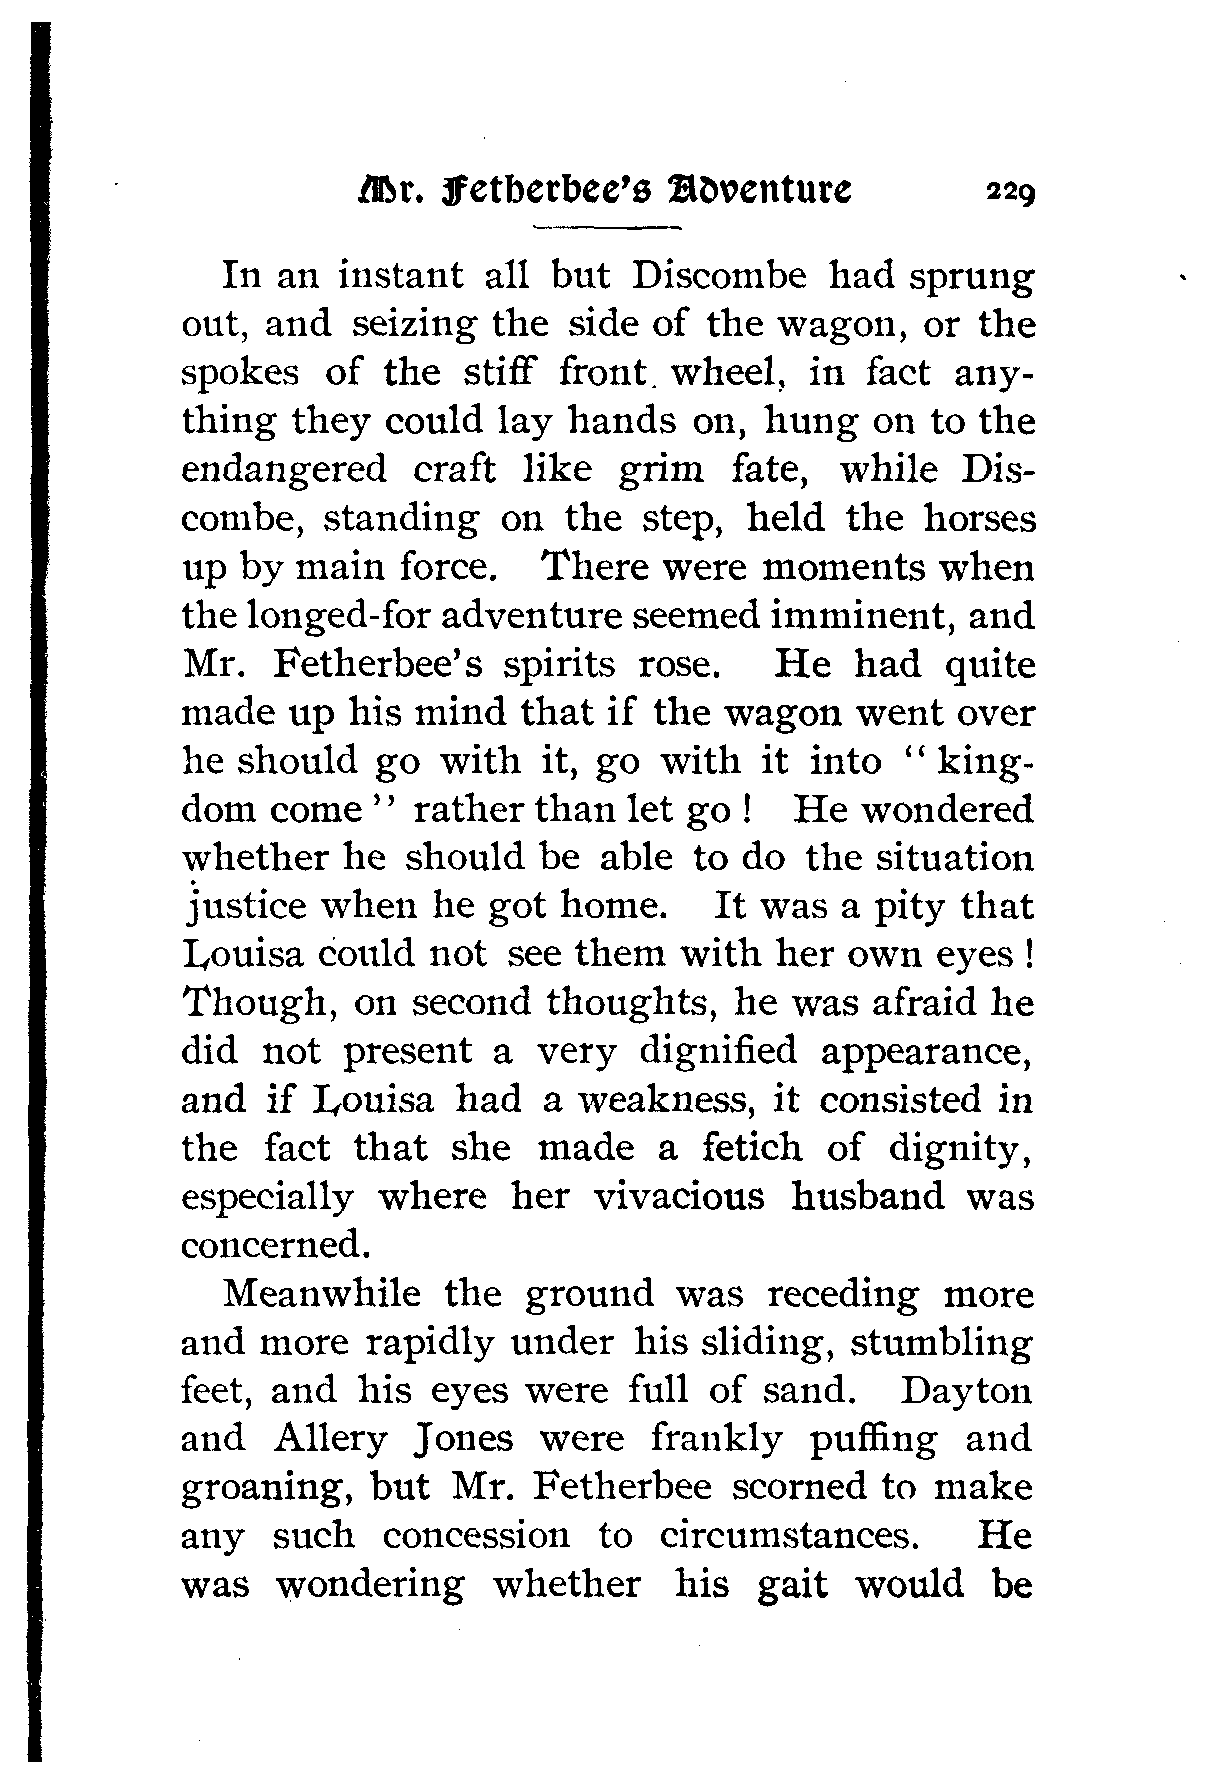 Mr. Fetherbee's Adventure 229
In an instant all but Discombe had sprung
out, and seizing the side of the wagon, or the
spokes of the stiff front wheel, in fact any-
thing they could lay hands on, hung on to the
endangered craft like grim fate, while Dis-
combe, standing on the step, held the horses
up by main force. There were moments when
the longed-for adventure seemed imminent, and
Mr. Fetherbee's spirits rose. He had quite
made up his mind that if the wagon went over
he should go with it, go with it into "king-
dom come" rather than let go! He wondered
whether he should be able to do the situation
justice when he got home. It was a pity that
Louisa could not see them with her own eyes!
Though, on second thoughts, he was afraid he
did not present a very dignified appearance,
and if Louisa had a weakness, it consisted in
the fact that she made a fetich of dignity,
especially where her vivacious husband was
concerned.
Meanwhile the ground was receding more
and more rapidly under his sliding, stumbling
feet, and his eyes were full of sand. Dayton
and Allery Jones were frankly puffing and
groaning, but Mr. Fetherbee scorned to make
any such concession to circumstances. He
was wondering whether his gait would be